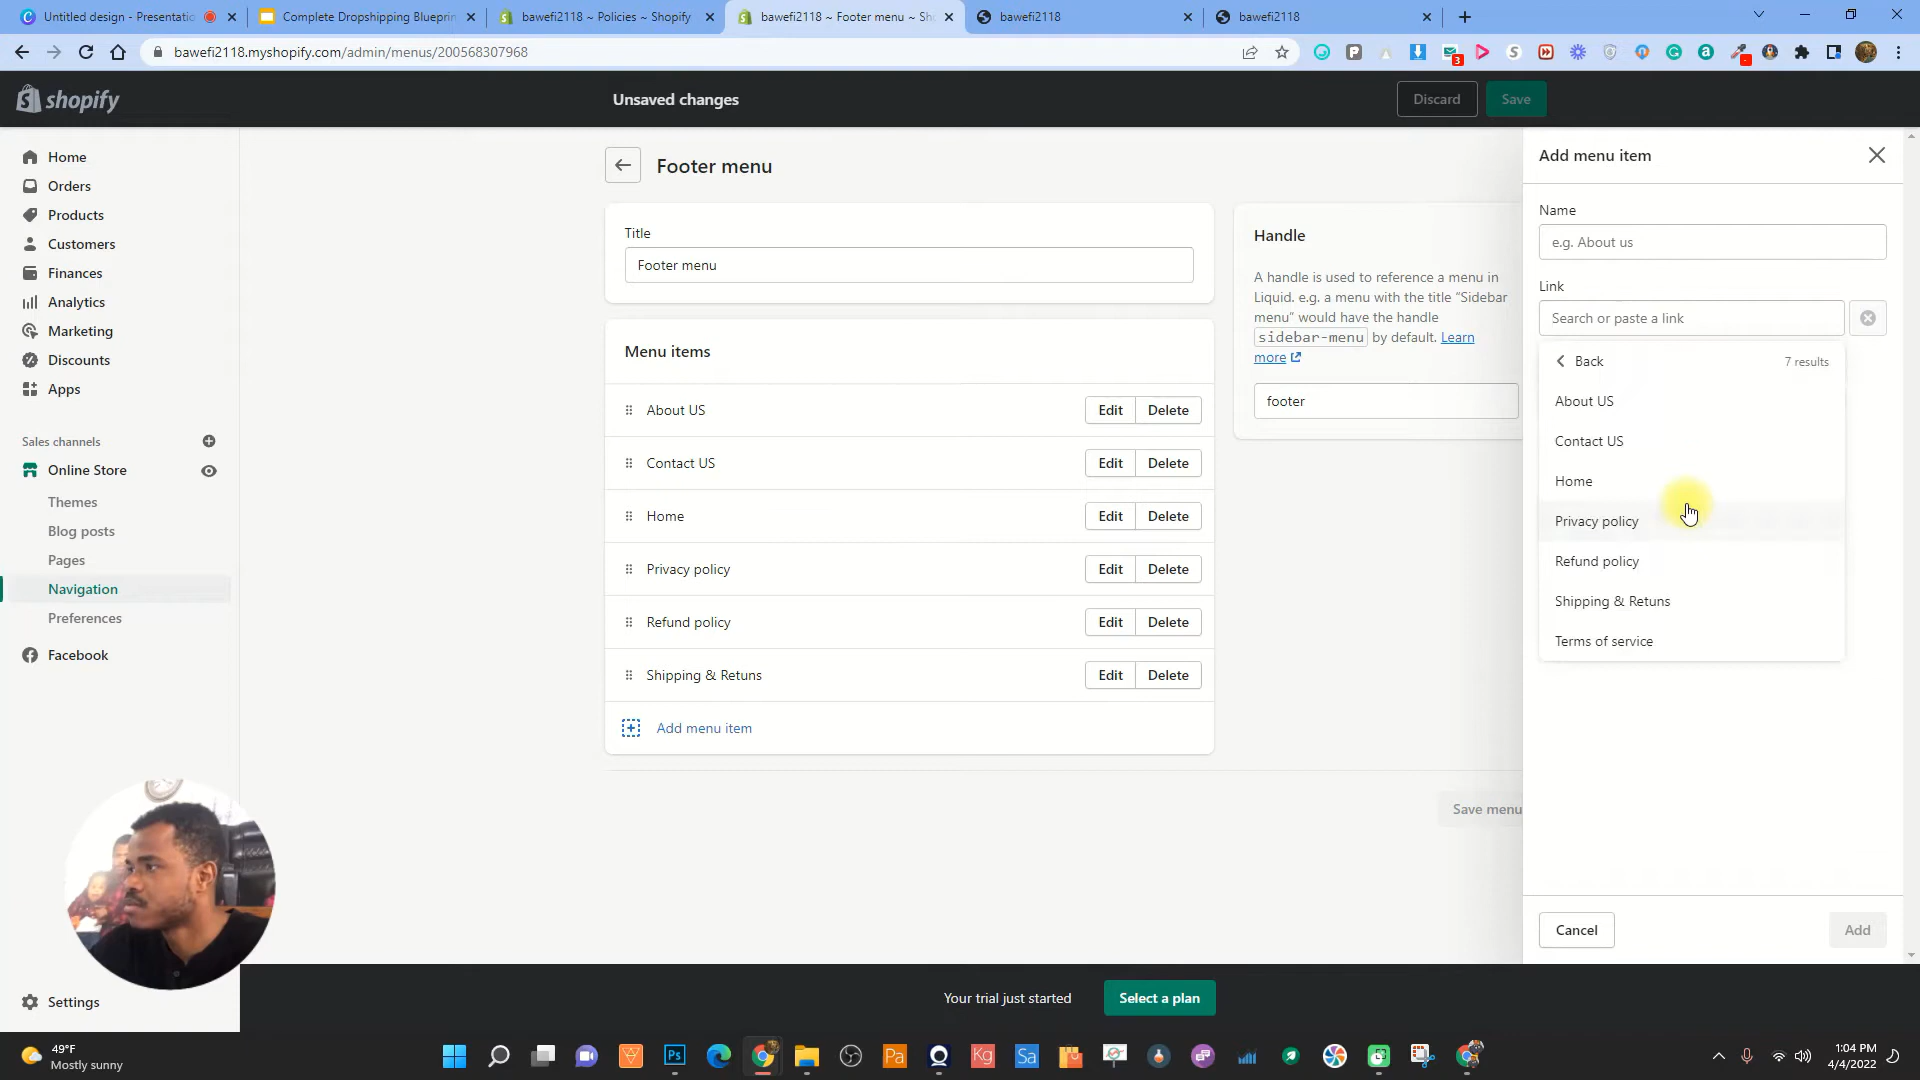 Untitled design - Presentatio
Complete Dropshipping Blueprin
bawefi2118 ~ Policies ~ Shopify
bawefi2118 ~ Footer menu ~ Sh
bawefi2118
bawefi2118
bawefi2118.myshopify.com/admin/menus/200568307968
shopify
Unsaved changes
Discard
Save
Home
Orders
Products
Customers
Finances
Analytics
Marketing
Discounts
Apps
Sales channels
Online Store
Themes
Blog posts
Pages
Navigation
Preferences
Facebook
Settings
Footer menu
Title
Footer menu
Menu items
About US
Edit
Delete
Contact US
Edit
Delete
Home
Edit
Delete
Privacy policy
Edit
Delete
Refund policy
Edit
Delete
Shipping & Retuns
Edit
Delete
Add menu item
Handle
A handle is used to reference a menu in
Liquid. e.g. a menu with the title “Sidebar
menu” would have the handle
sidebar-menu by default. Learn
more
footer
Save menu
Add menu item
Name
e.g. About us
Link
Search or paste a link
Back
7 results
About US
Contact US
Home
Privacy policy
Refund policy
Shipping & Retuns
Terms of service
Cancel
Add
Your trial just started
Select a plan
49°F
Mostly sunny
Ps
Pa
Kg
Sa
1:04 PM
4/4/2022